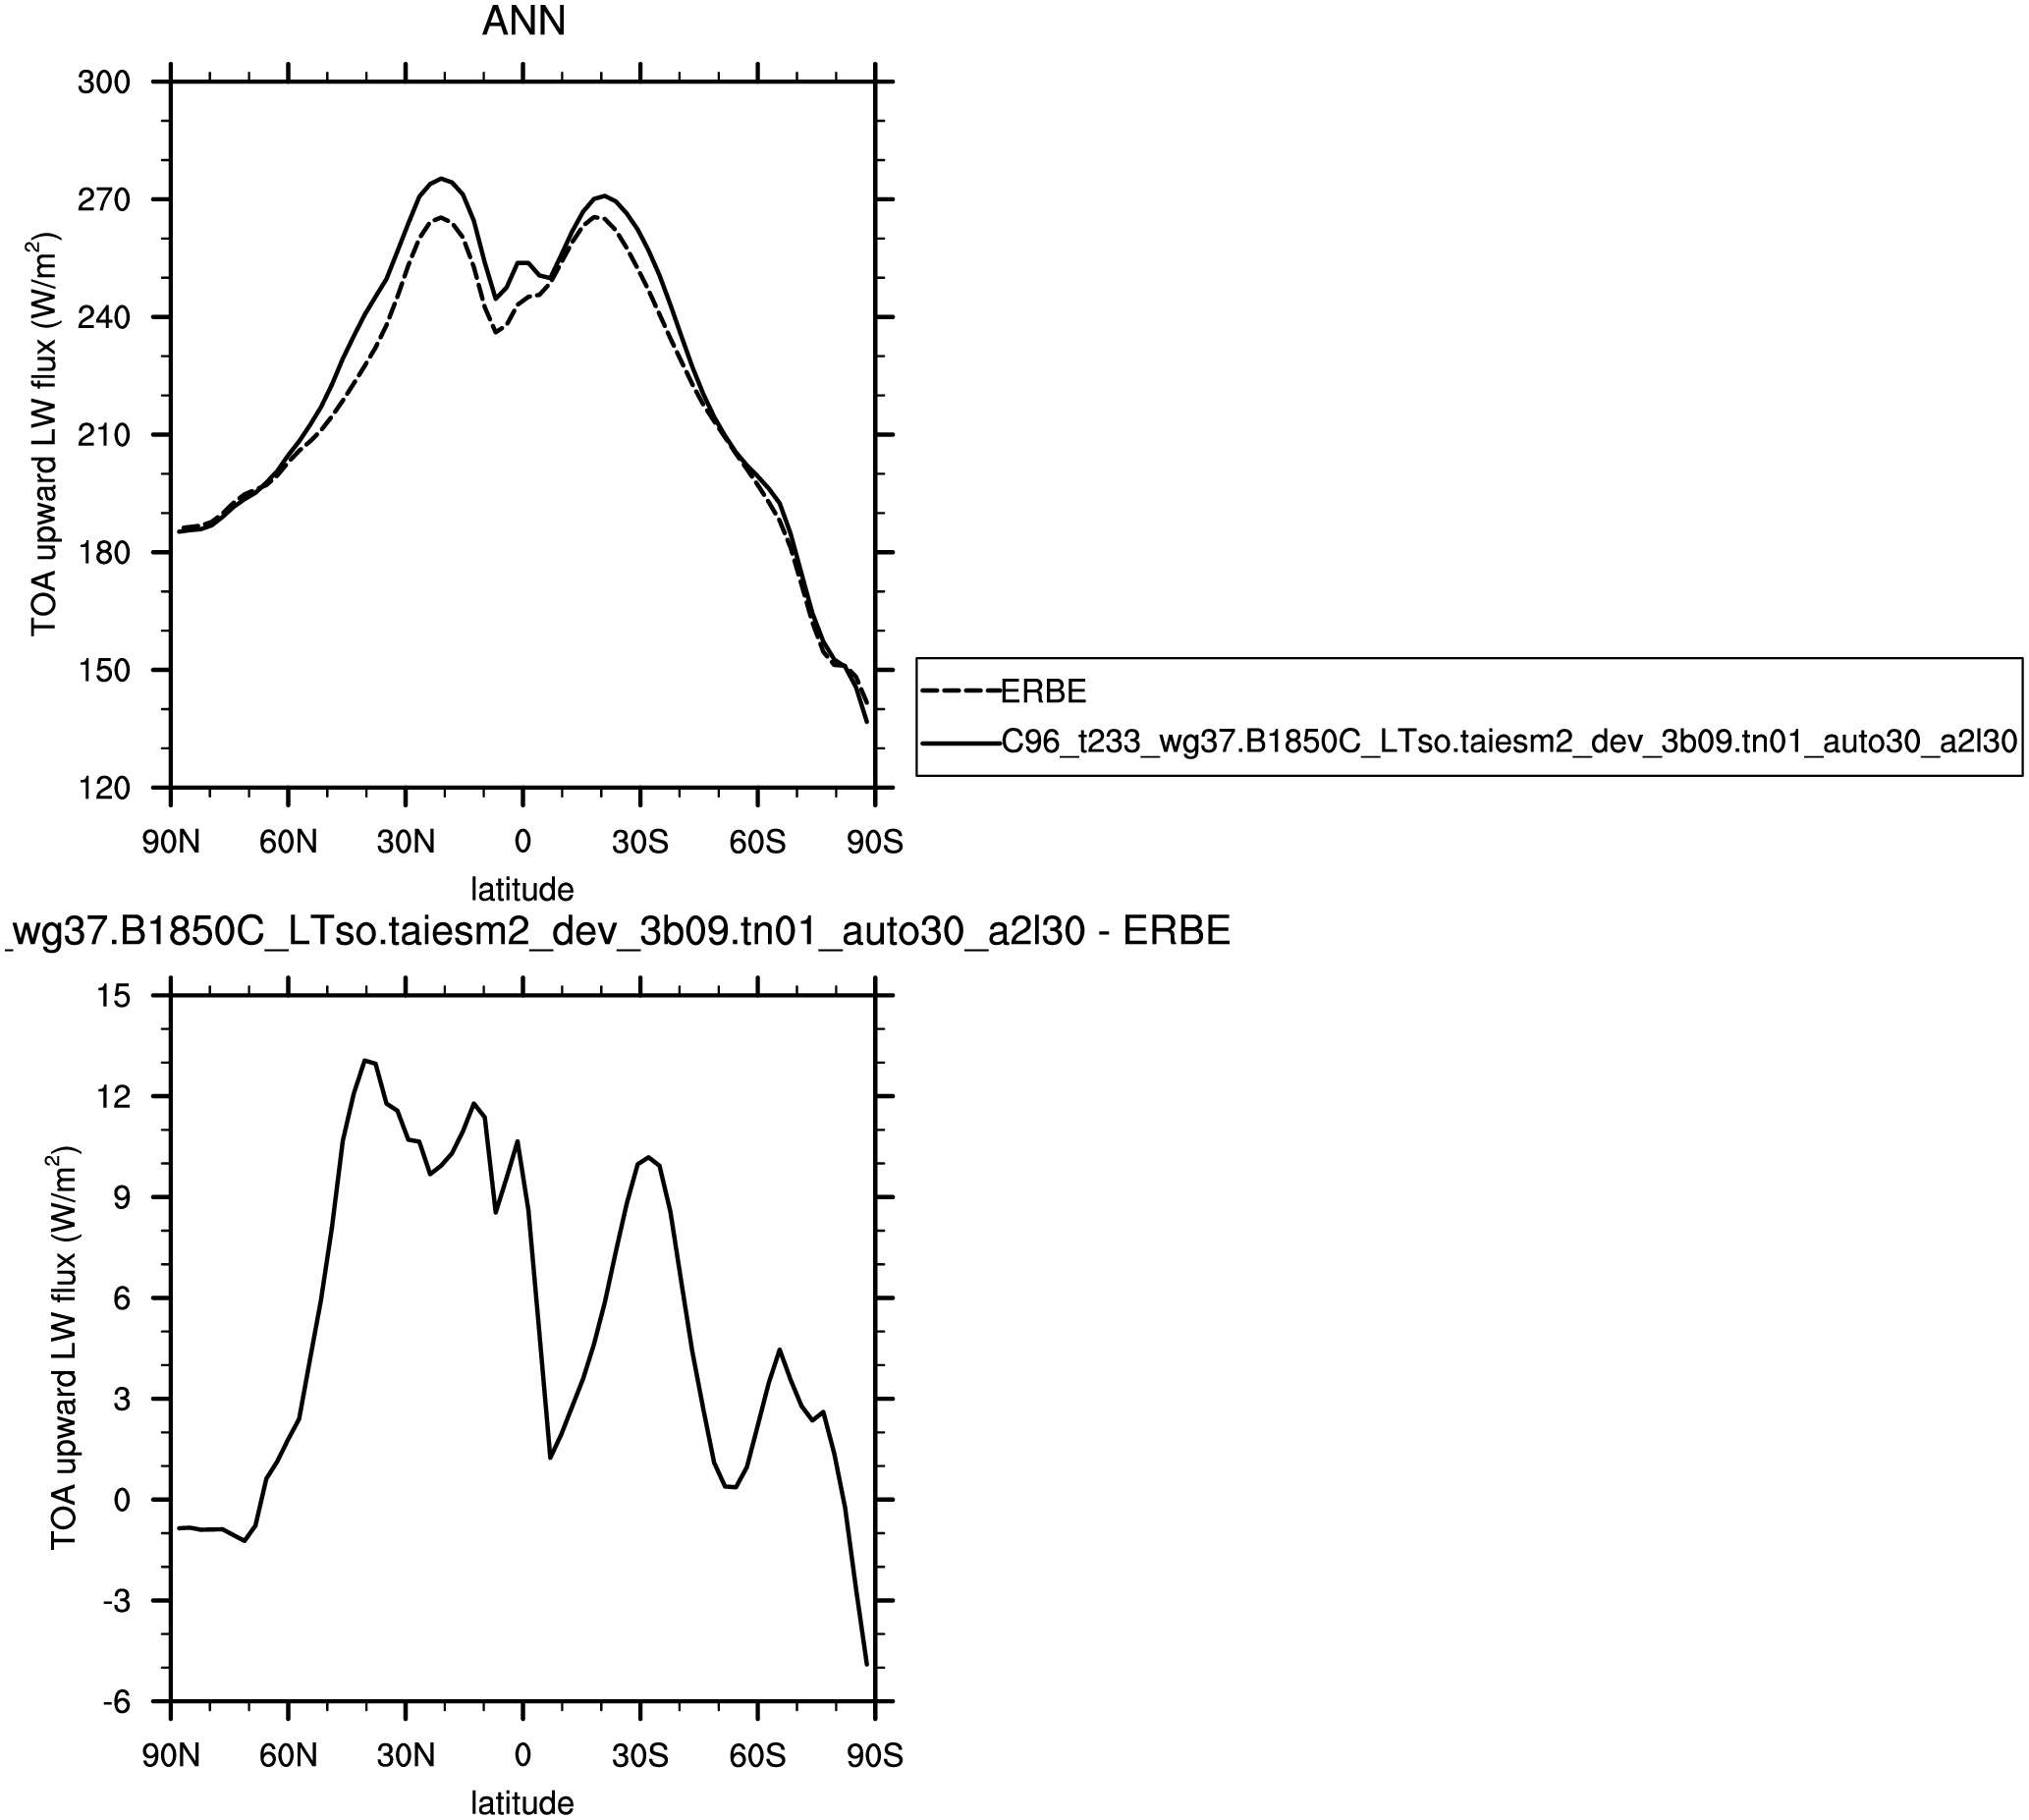 ANN
TOA upward LW flux (W/m²)
300
270
240
210
180
150
120
90N 60N 30N 0 30S 60S 90S
latitude
ERBE
C96_t233_wg37.B1850C_LTso.taiesm2_dev_3b09.tn01_auto30_a2l30
_wg37.B1850C_LTso.taiesm2_dev_3b09.tn01_auto30_a2l30 - ERBE
TOA upward LW flux (W/m²)
15
12
9
6
3
0
-3
-6
90N 60N 30N 0 30S 60S 90S
latitude